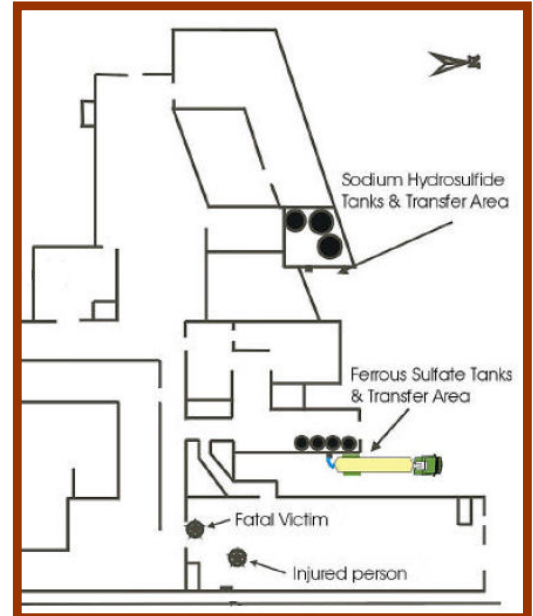 Sodium Hydrosulfide
Tanks & Transfer Area
Ferrous Sulfate Tanks
& Transfer Area
Fatal Victim
Injured person